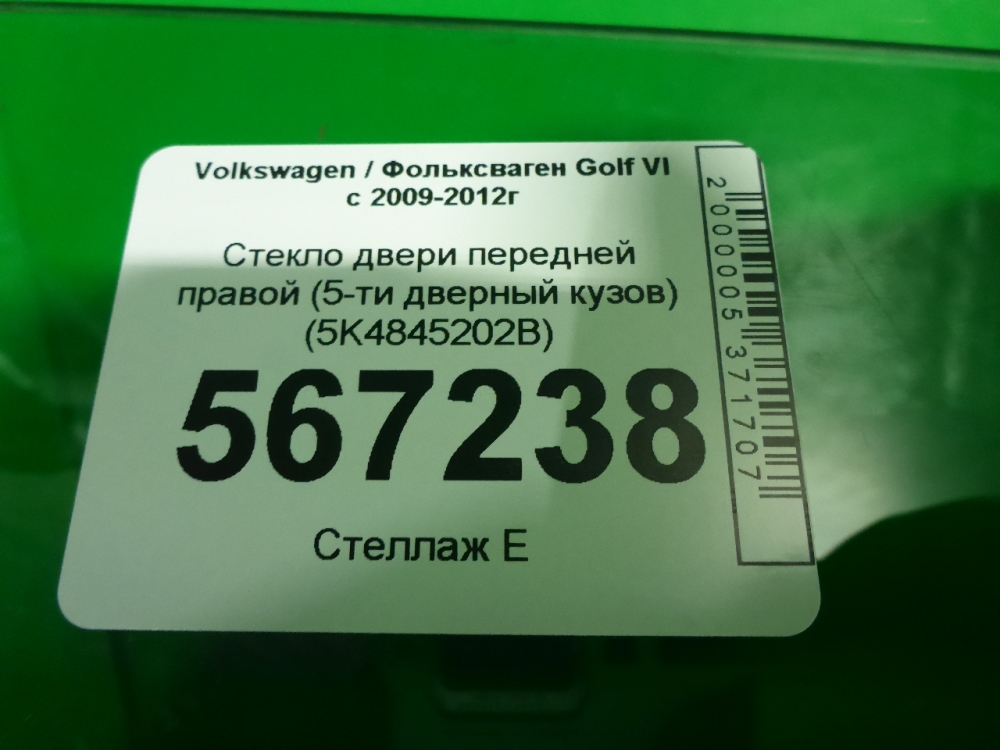 Volkswagen / Фольксваген Golf VI
с 2009-2012г
Стекло двери передней
правой (5-ти дверный кузов)
(5K4845202B)
567238
Стеллаж Е
2000005371707